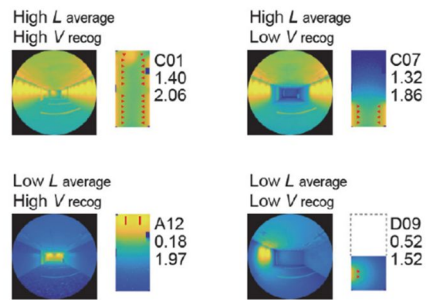 High L average
High V recog
C01
1.40
2.06
High L average
Low V recog
C07
1.32
1.86
Low L average
High V recog
A12
0.18
1.97
Low L average
Low V recog
D09
0.52
1.52